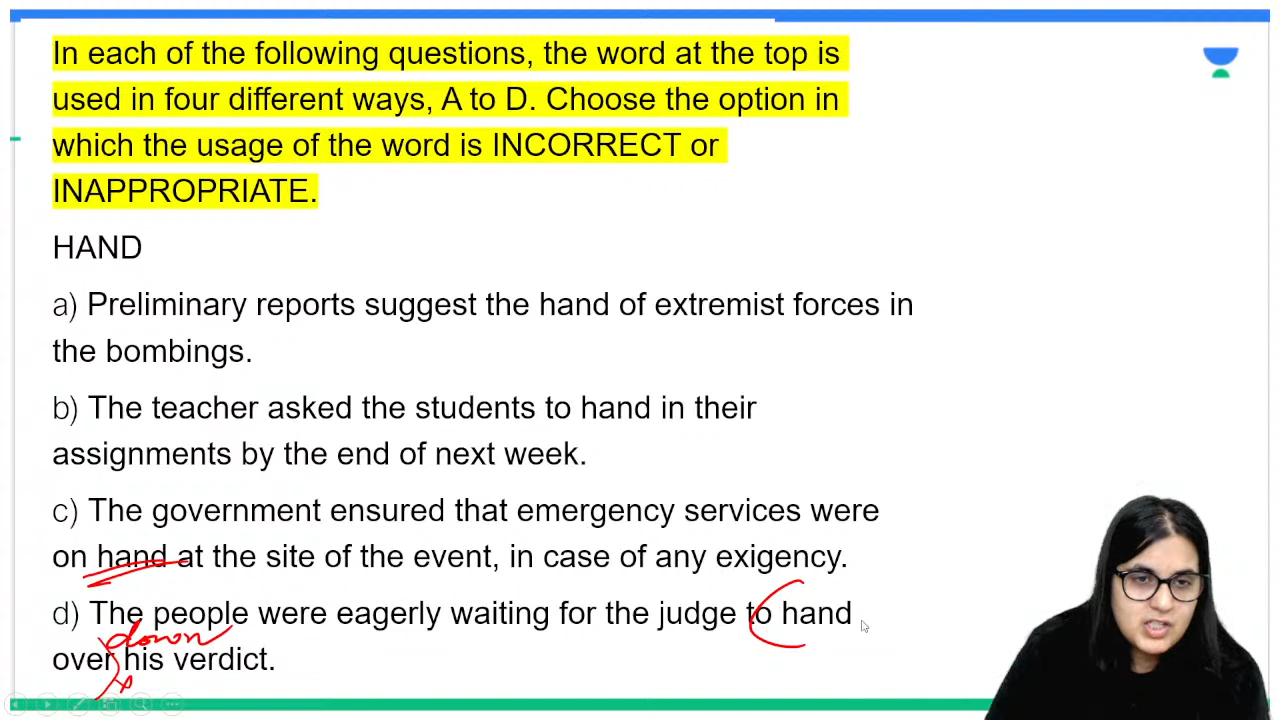 In each of the following questions, the word at the top is
used in four different ways, A to D. Choose the option in
which the usage of the word is INCORRECT or
INAPPROPRIATE.
HAND
a) Preliminary reports suggest the hand of extremist forces in
the bombings.
b) The teacher asked the students to hand in their
assignments by the end of next week.
c) The government ensured that emergency services were
on hand at the site of the event, in case of any exigency.
d) The people were eagerly waiting for the judge to hand
down
over his verdict.